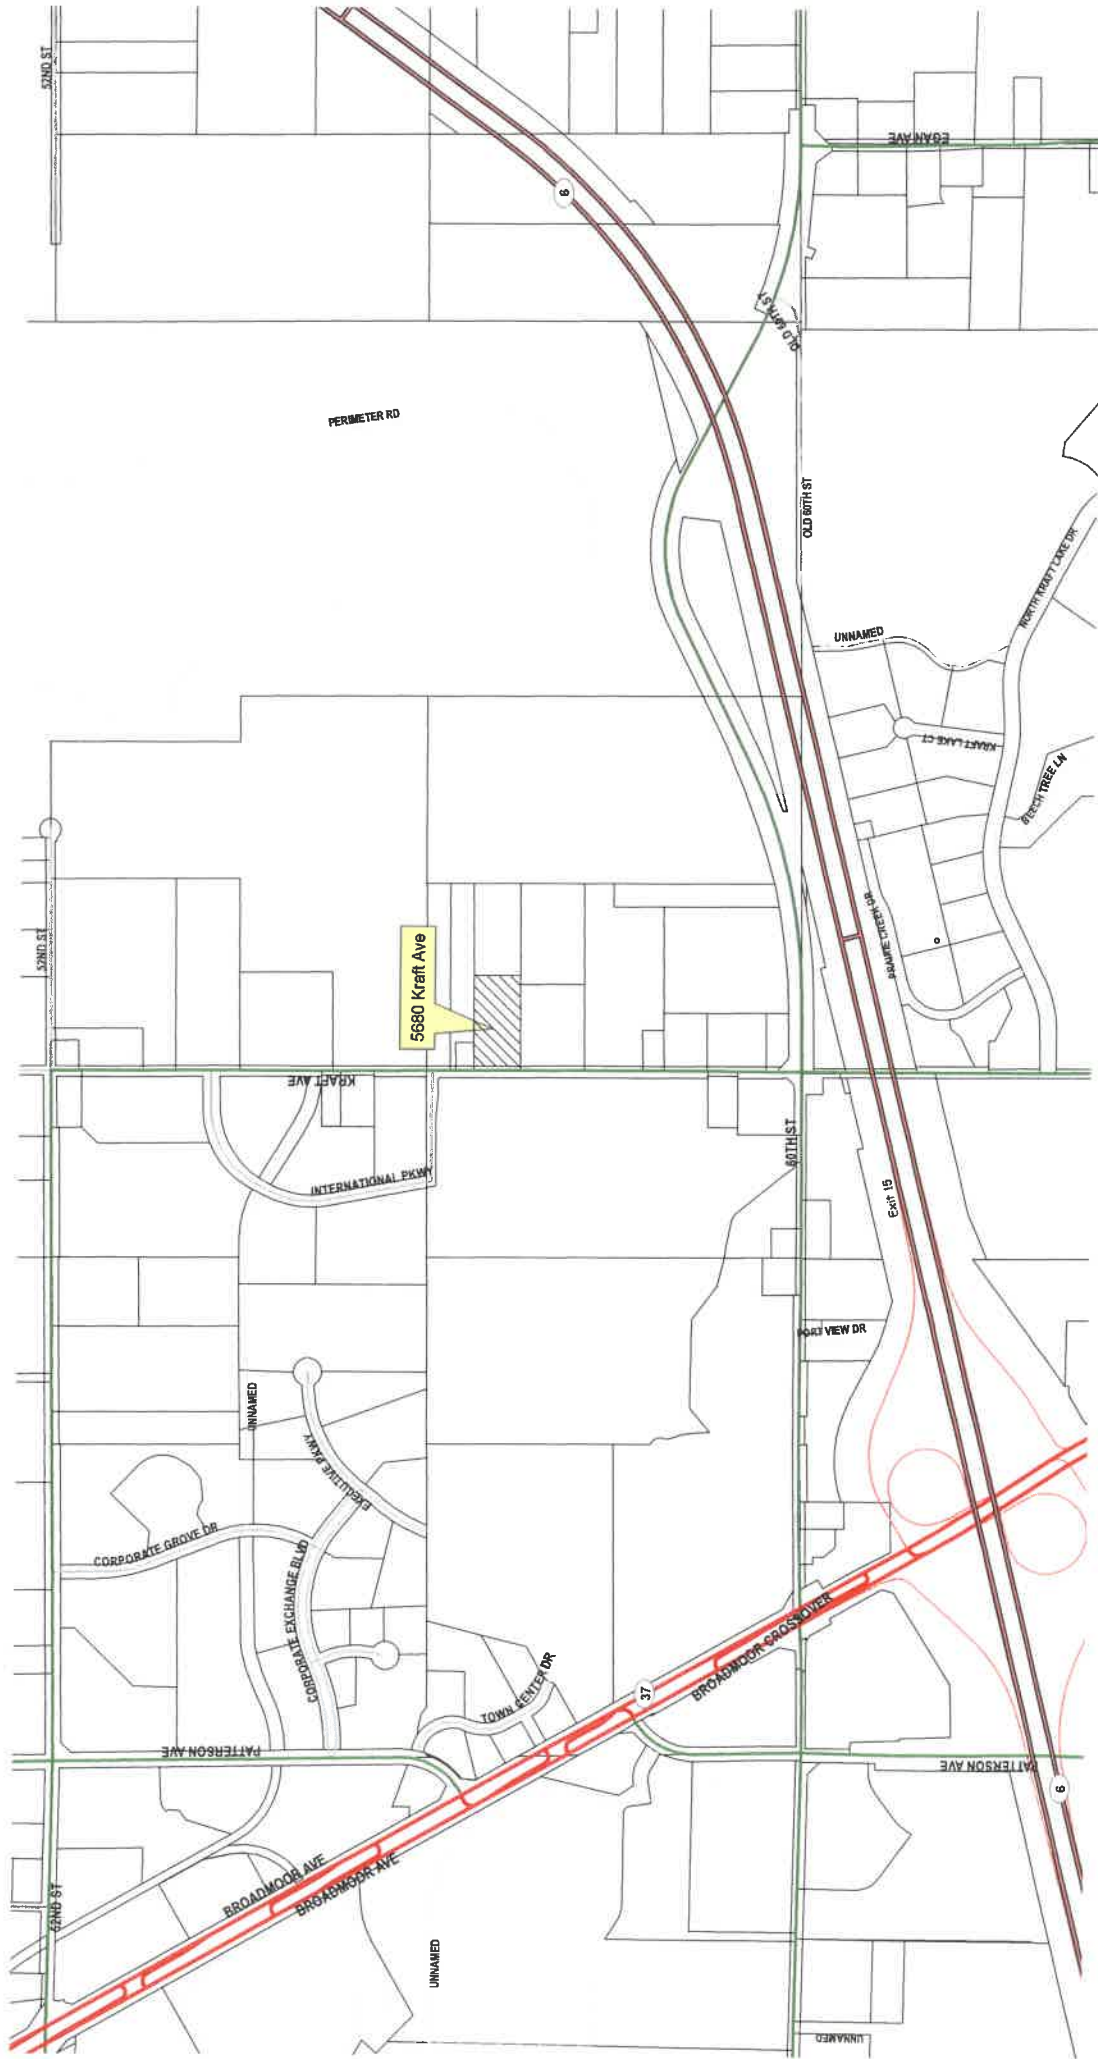 52ND ST
6
EGAN AVE
OLD 60TH ST
PERIMETER RD
OLD 60TH ST
NORTH KRAFT LAKE DR
UNNAMED
KRAFT LAKE CT
BEECH TREE LN
52ND ST
5680 Kraft Ave
PRAIRIE CREEK DR
KRAFT AVE
INTERNATIONAL PKWY
60TH ST
Exit 15
PORT VIEW DR
UNNAMED
EXECUTIVE PKWY
CORPORATE GROVE DR
CORPORATE EXCHANGE BLVD
TOWN CENTER DR
37
BROADMOOR CROSSOVER
PATTERSON AVE
PATTERSON AVE
6
BROADMOOR AVE
BROADMOOR AVE
52ND ST
UNNAMED
UNNAMED